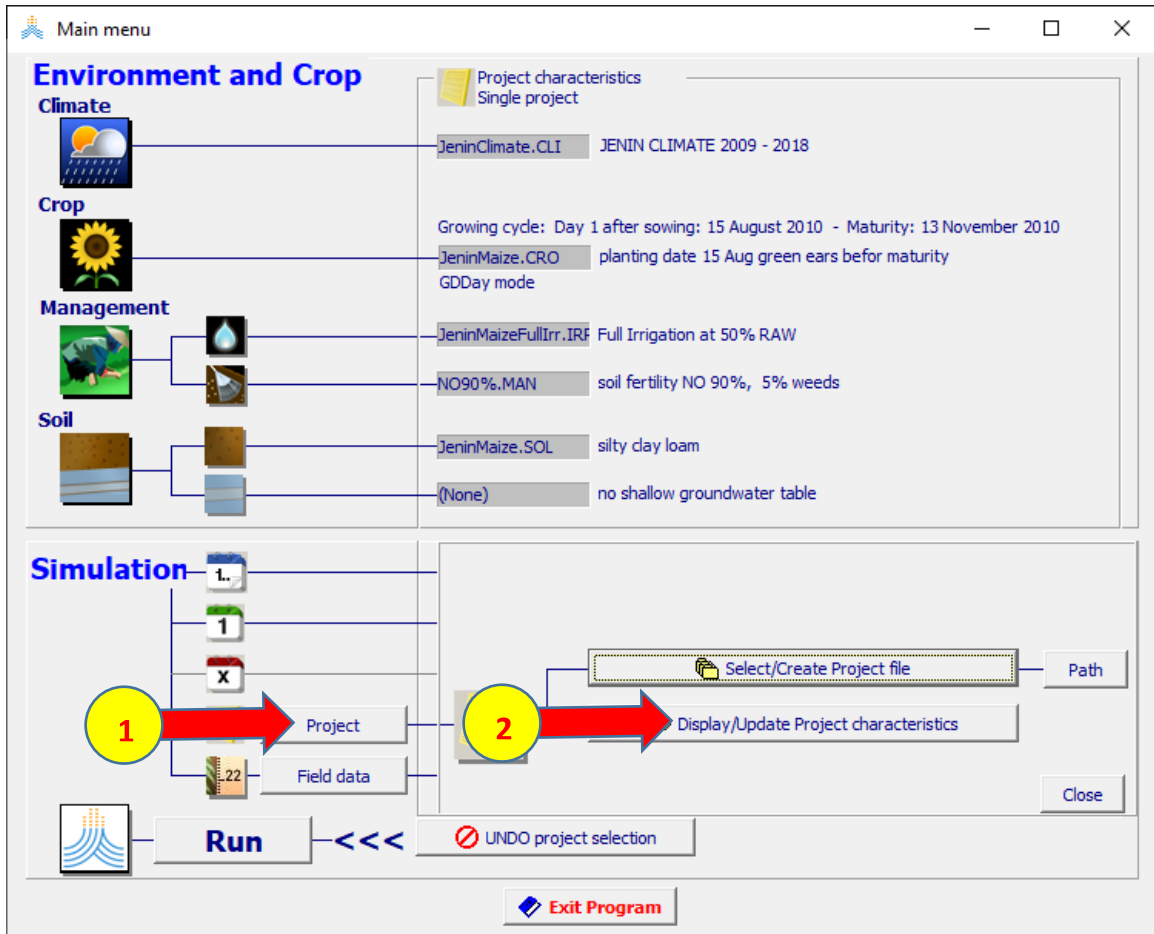 Main menu
Environment and Crop
Project characteristics
Single project
Climate
JeninClimate.CLI JENIN CLIMATE 2009 - 2018
Crop
Growing cycle: Day 1 after sowing: 15 August 2010 - Maturity: 13 November 2010
JeninMaize.CRO planting date 15 Aug green ears befor maturity
GDDay mode
Management
JeninMaizeFullIrr.IRR Full Irrigation at 50% RAW
NO90%.MAN soil fertility NO 90%, 5% weeds
Soil
JeninMaize.SOL silty clay loam
(None) no shallow groundwater table
Simulation
1..
1
X
Select/Create Project file Path
1 Project 2 Display/Update Project characteristics
.22 Field data
Close
Run <<< UNDO project selection
Exit Program